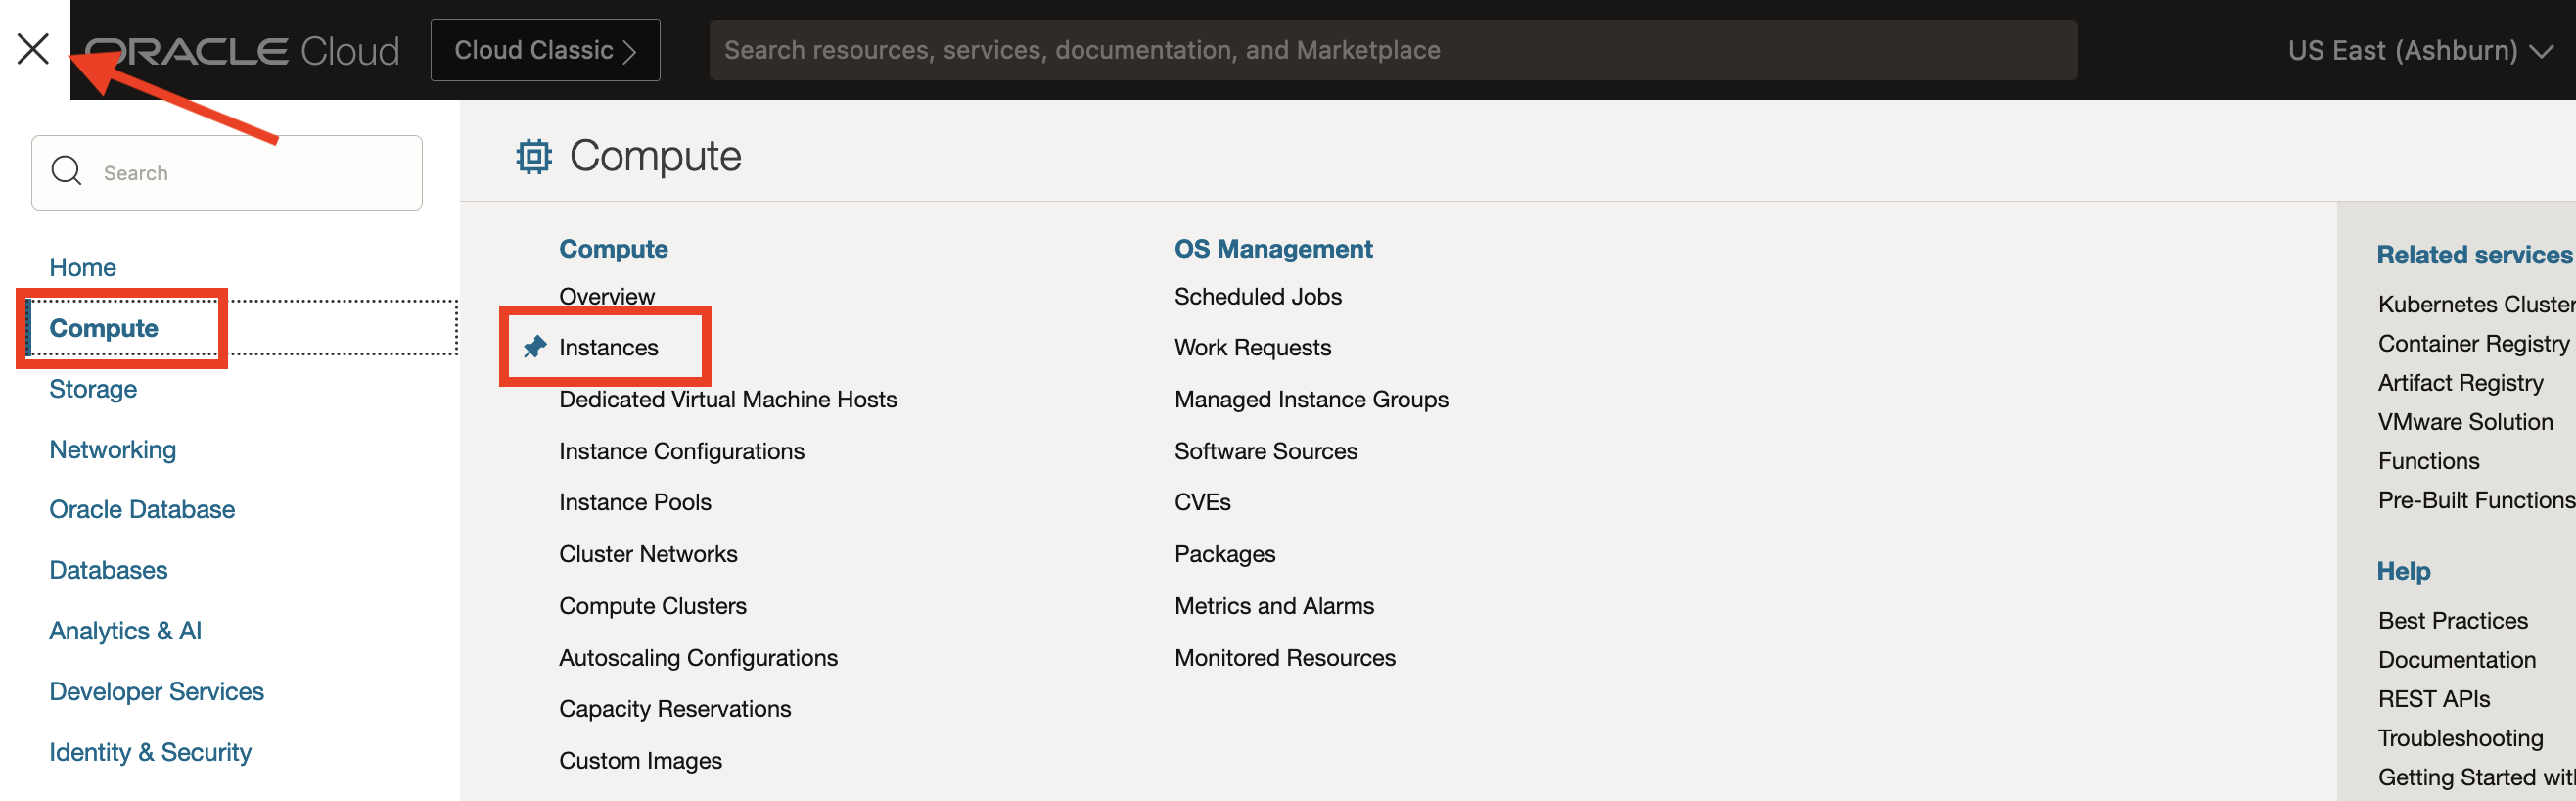 ORACLE Cloud
Cloud Classic
Search resources, services, documentation, and Marketplace
US East (Ashburn)
Search
Home
Compute
Storage
Networking
Oracle Database
Databases
Analytics & AI
Developer Services
Identity & Security
Compute
Compute
Overview
Instances
Dedicated Virtual Machine Hosts
Instance Configurations
Instance Pools
Cluster Networks
Compute Clusters
Autoscaling Configurations
Capacity Reservations
Custom Images
OS Management
Scheduled Jobs
Work Requests
Managed Instance Groups
Software Sources
CVEs
Packages
Metrics and Alarms
Monitored Resources
Related services
Kubernetes Cluster
Container Registry
Artifact Registry
VMware Solution
Functions
Pre-Built Functions
Help
Best Practices
Documentation
REST APIs
Troubleshooting
Getting Started wit